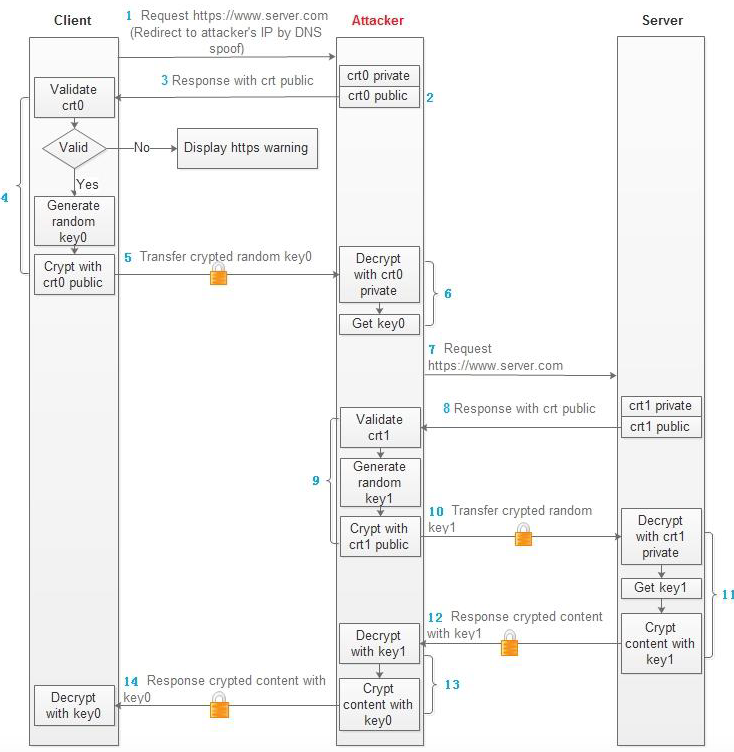 Client
Attacker
Server
1 Request https://www.server.com
(Redirect to attacker's IP by DNS
spoof)
crt0 private
crt0 public
2
3 Response with crt public
Validate
crt0
Valid
No
Display https warning
Yes
4
Generate
random
key0
Crypt with
crt0 public
5 Transfer crypted random key0
Decrypt
with crt0
private
6
Get key0
7 Request
https://www.server.com
crt1 private
crt1 public
8 Response with crt public
Validate
crt1
9
Generate
random
key1
Crypt with
crt1 public
10 Transfer crypted random
key1
Decrypt
with crt1
private
11
Get key1
Crypt
content with
key1
12 Response crypted content
with key1
Decrypt
with key1
13
Crypt
content with
key0
14 Response crypted content with
key0
Decrypt
with key0